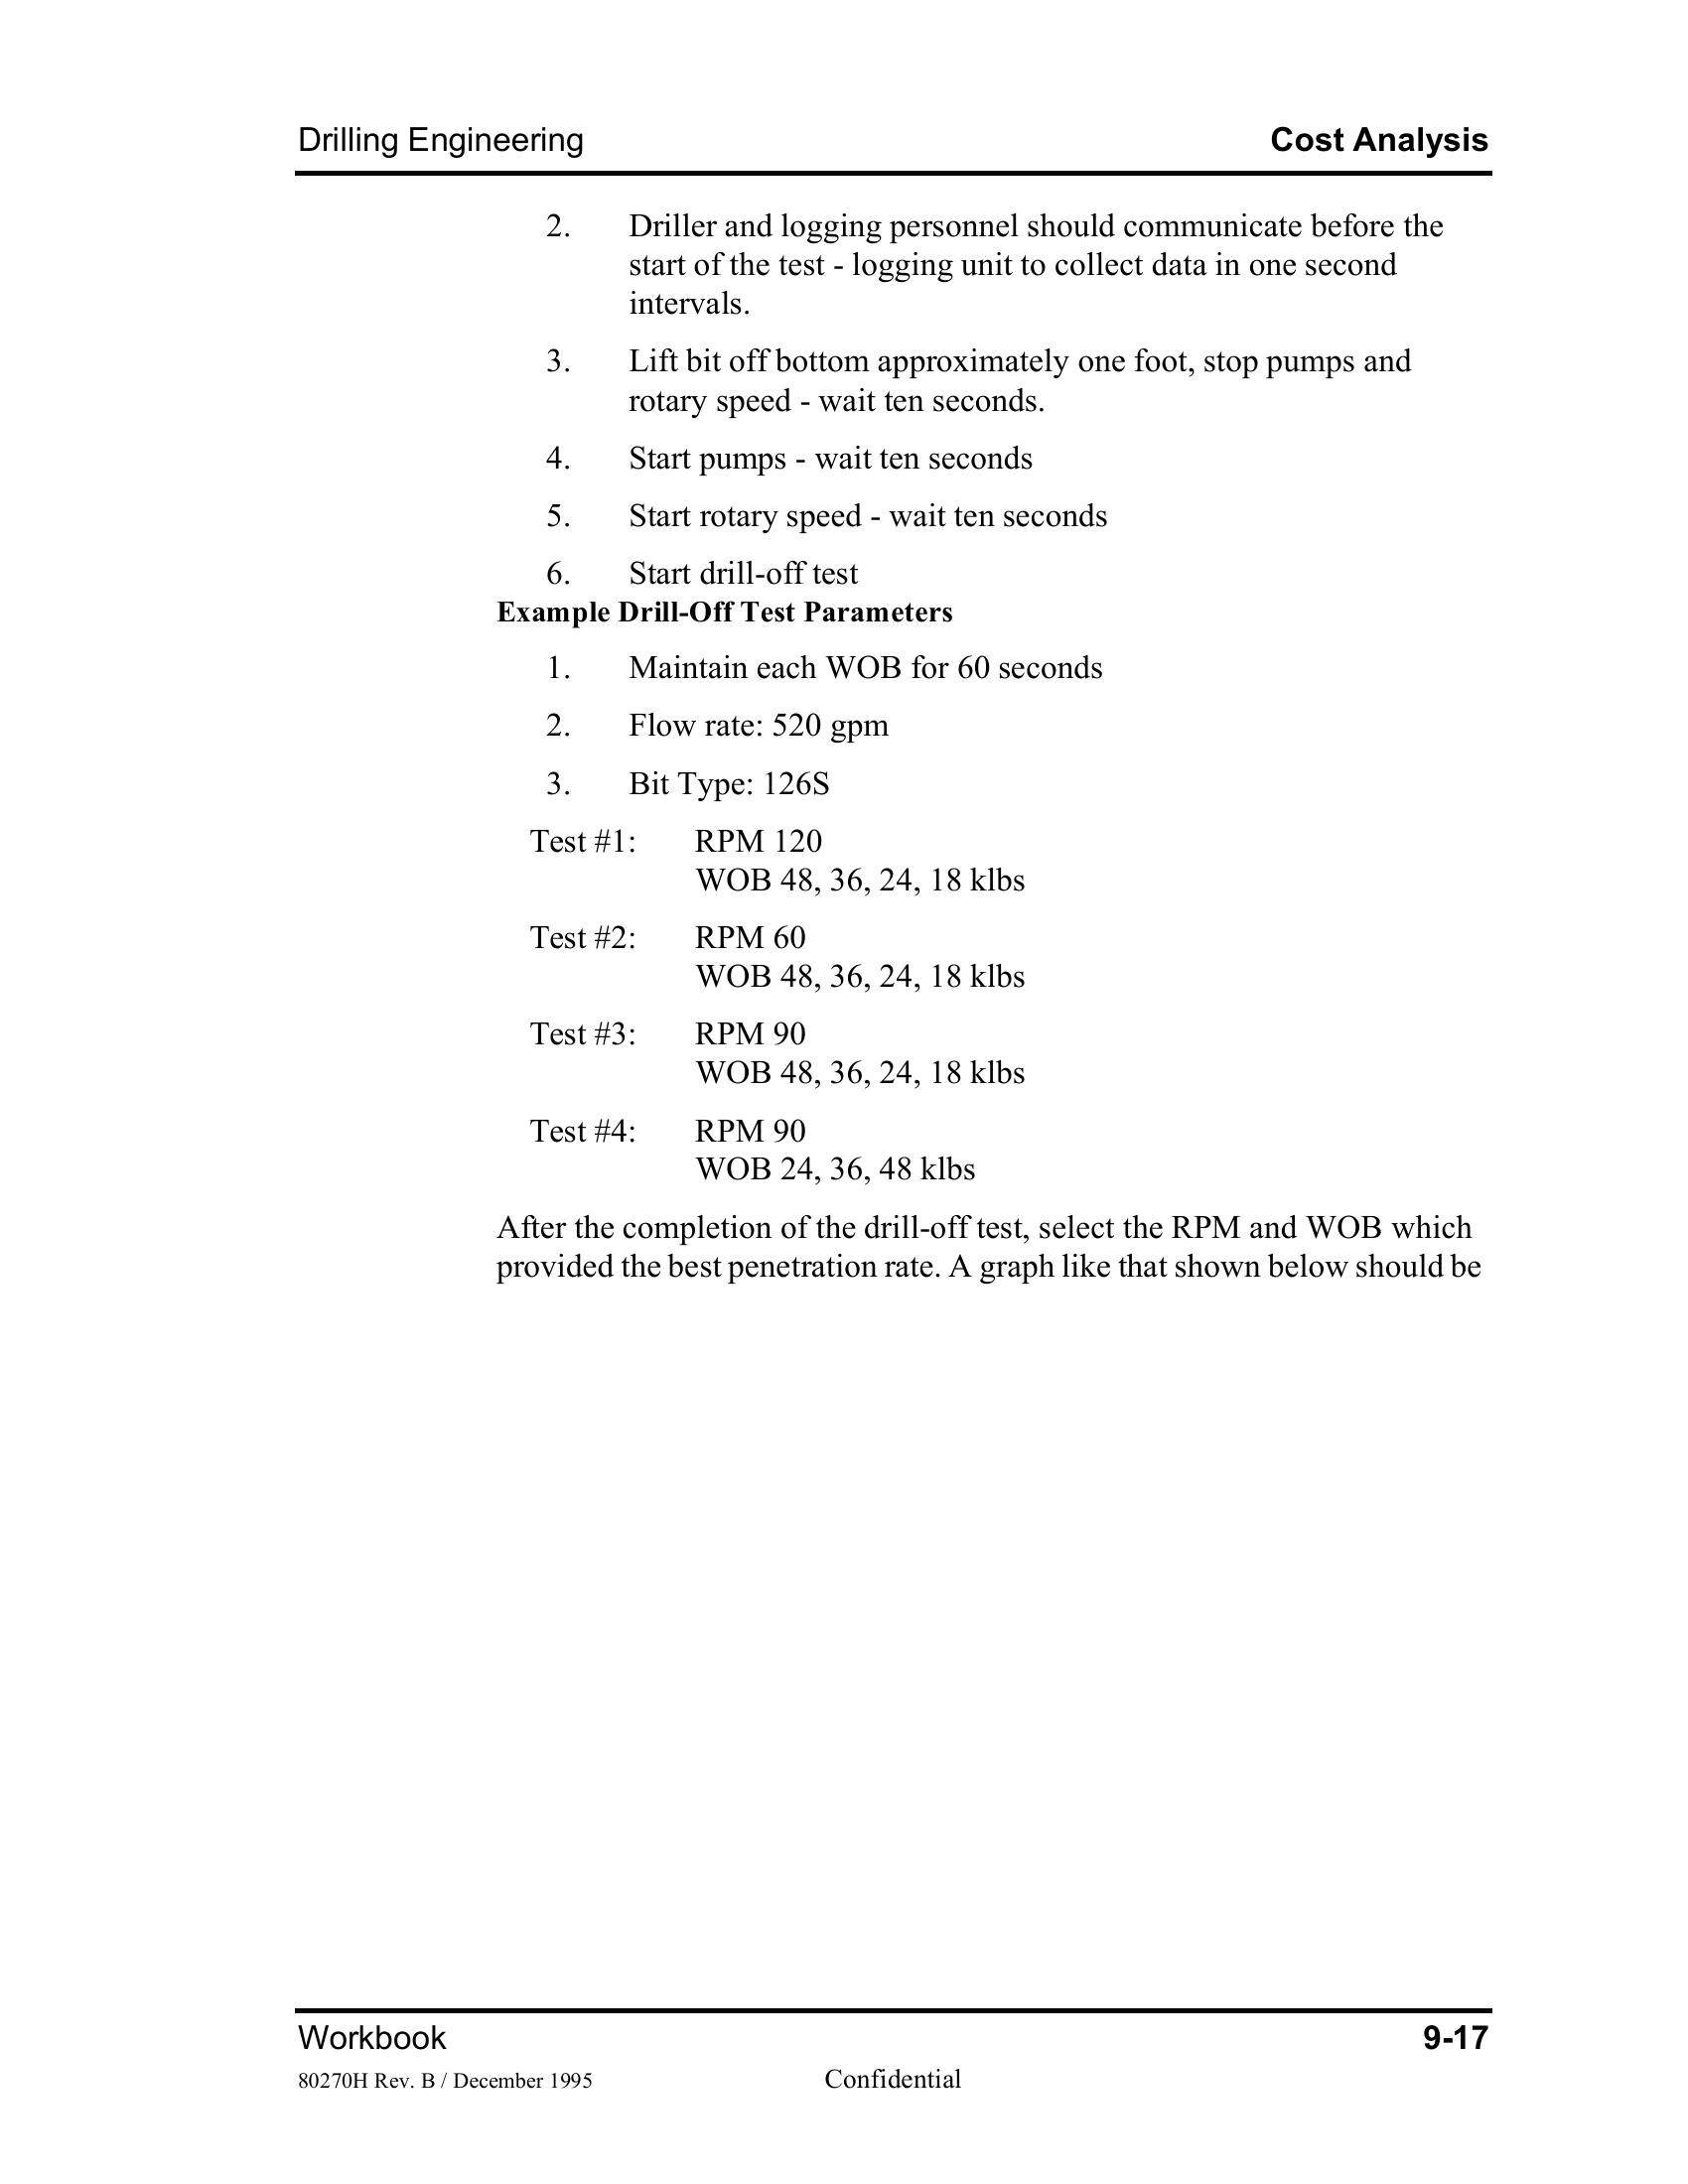 Drilling Engineering Cost Analysis
2. Driller and logging personnel should communicate before the
start of the test - logging unit to collect data in one second
intervals.
3. Lift bit off bottom approximately one foot, stop pumps and
rotary speed - wait ten seconds.
4. Start pumps - wait ten seconds
5. Start rotary speed - wait ten seconds
6. Start drill-off test
Example Drill-Off Test Parameters
1. Maintain each WOB for 60 seconds
2. Flow rate: 520 gpm
3. Bit Type: 126S
Test #1: RPM 120
WOB 48, 36, 24, 18 klbs
Test #2: RPM 60
WOB 48, 36, 24, 18 klbs
Test #3: RPM 90
WOB 48, 36, 24, 18 klbs
Test #4: RPM 90
WOB 24, 36, 48 klbs
After the completion of the drill-off test, select the RPM and WOB which
provided the best penetration rate. A graph like that shown below should be
Workbook 9-17
80270H Rev. B / December 1995 Confidential